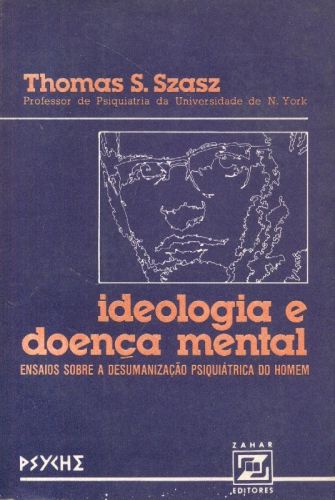 Thomas S. Szasz
Professor de Psiquiatria da Universidade de N. York
ideologia e
doença mental
ENSAIOS SOBRE A DESUMANIZAÇÃO PSIQUIÁTRICA DO HOMEM
PSYCHE
ZAHAR
EDITORES